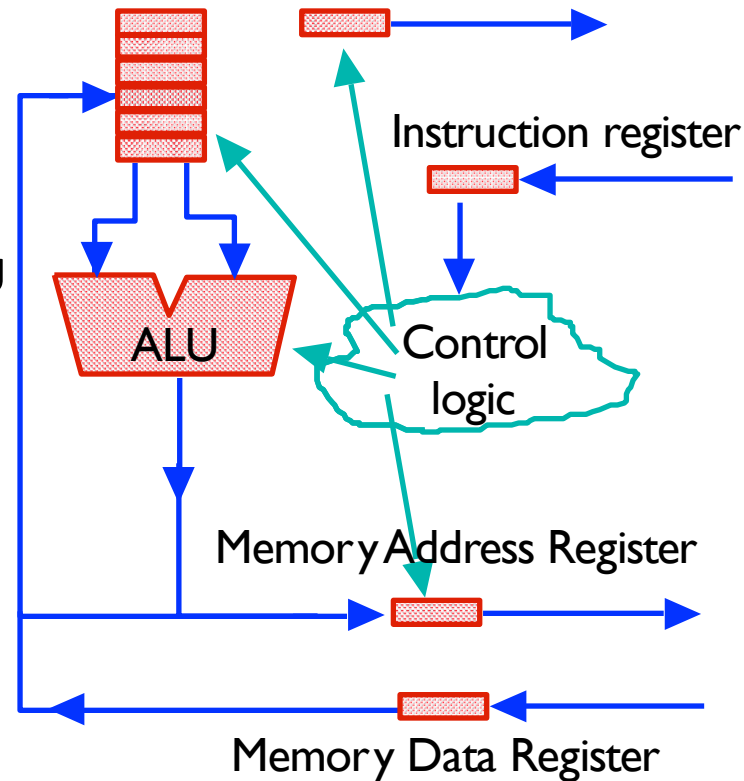 Instruction register
ALU
Control
logic
Memory Address Register
Memory Data Register